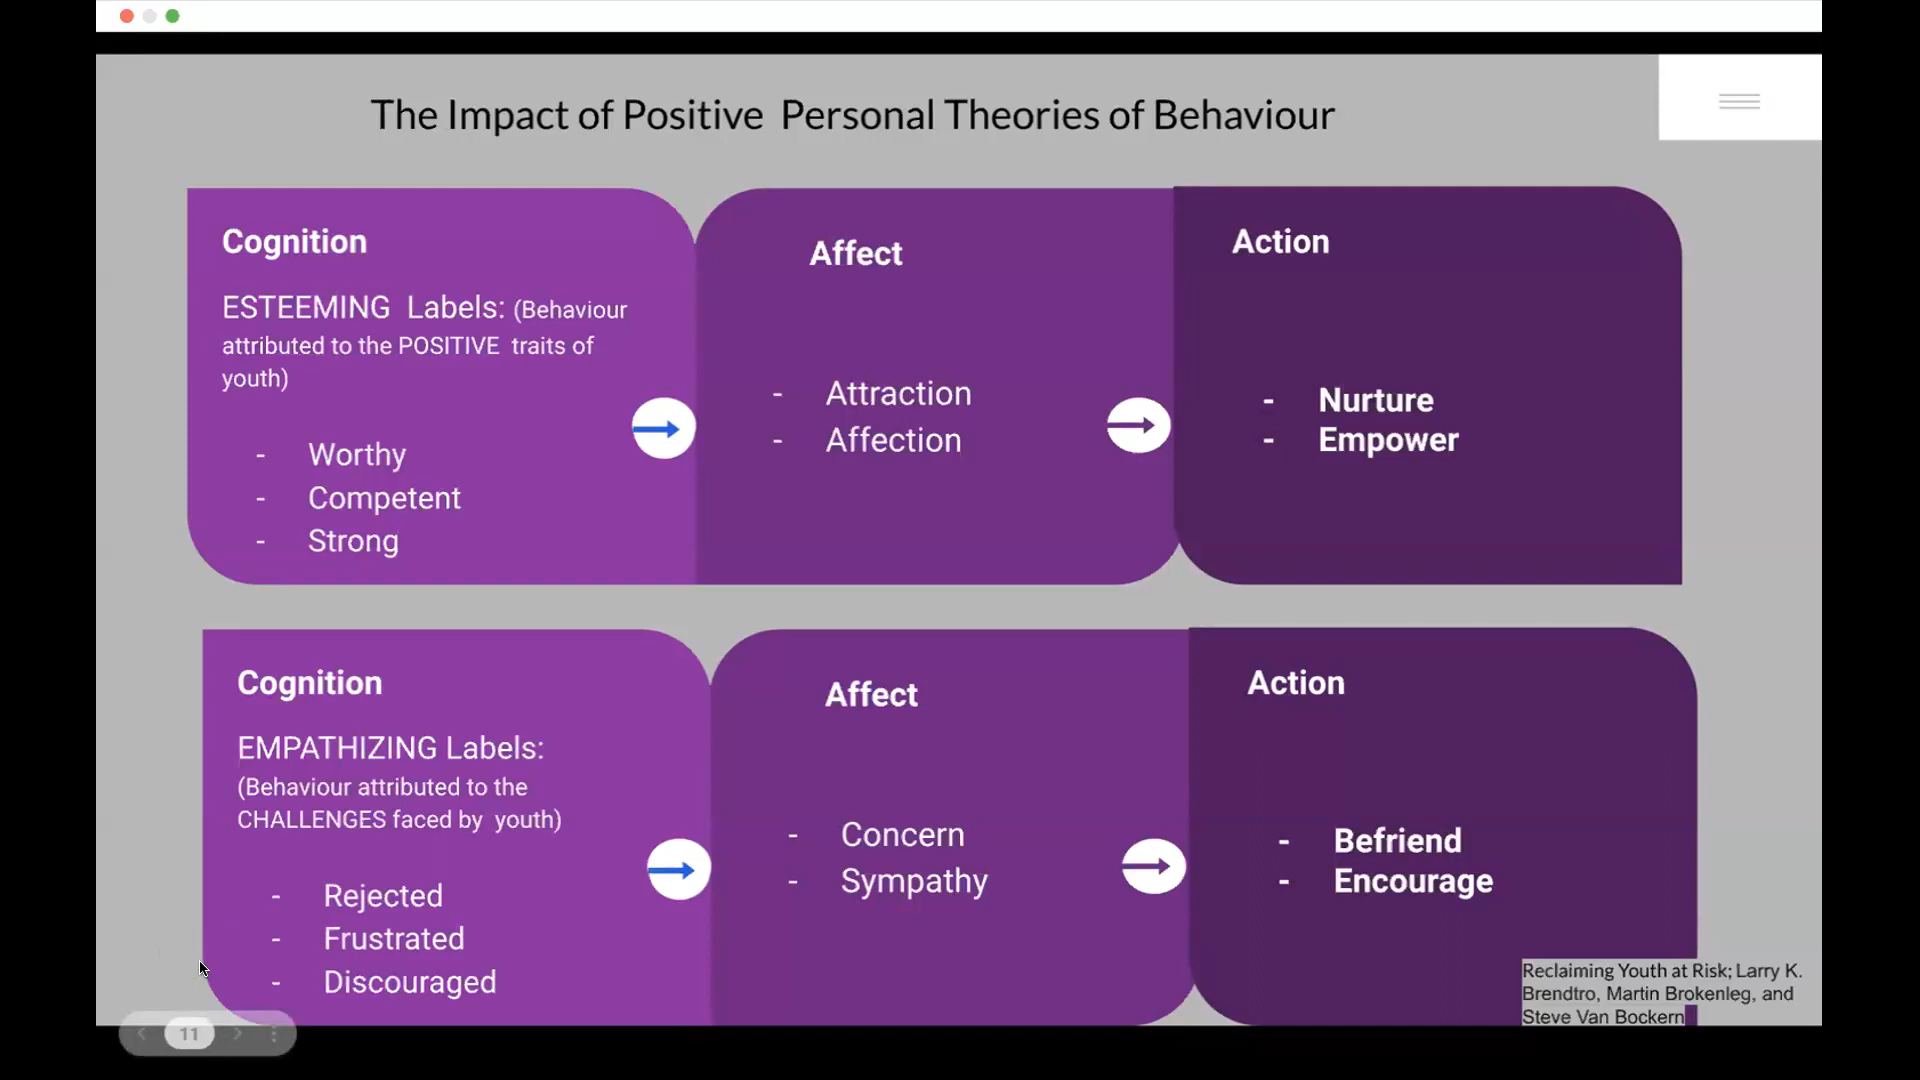 The Impact of Positive  Personal Theories of Behaviour
Cognition
ESTEEMING  Labels: (Behaviour
attributed to the POSITIVE  traits of
youth)
- Worthy
- Competent
- Strong
Affect
- Attraction
- Affection
Action
- Nurture
- Empower
Cognition
EMPATHIZING Labels:
(Behaviour attributed to the
CHALLENGES faced by  youth)
- Rejected
- Frustrated
- Discouraged
Affect
- Concern
- Sympathy
Action
- Befriend
- Encourage
Reclaiming Youth at Risk; Larry K.
Brendtro, Martin Brokenleg, and
Steve Van Bockern
11